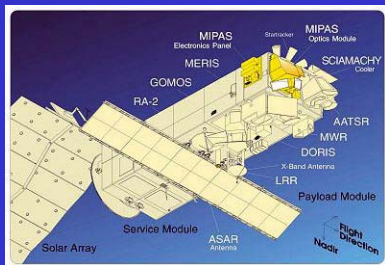 MIPAS
Electronics Panel
Startracker
MIPAS
Optics Module
MERIS
SCIAMACHY
Cooler
GOMOS
RA-2
AATSR
MWR
DORIS
X-Band Antenna
LRR
Payload Module
Service Module
ASAR
Antenna
Solar Array
Flight
Direction
Nadir